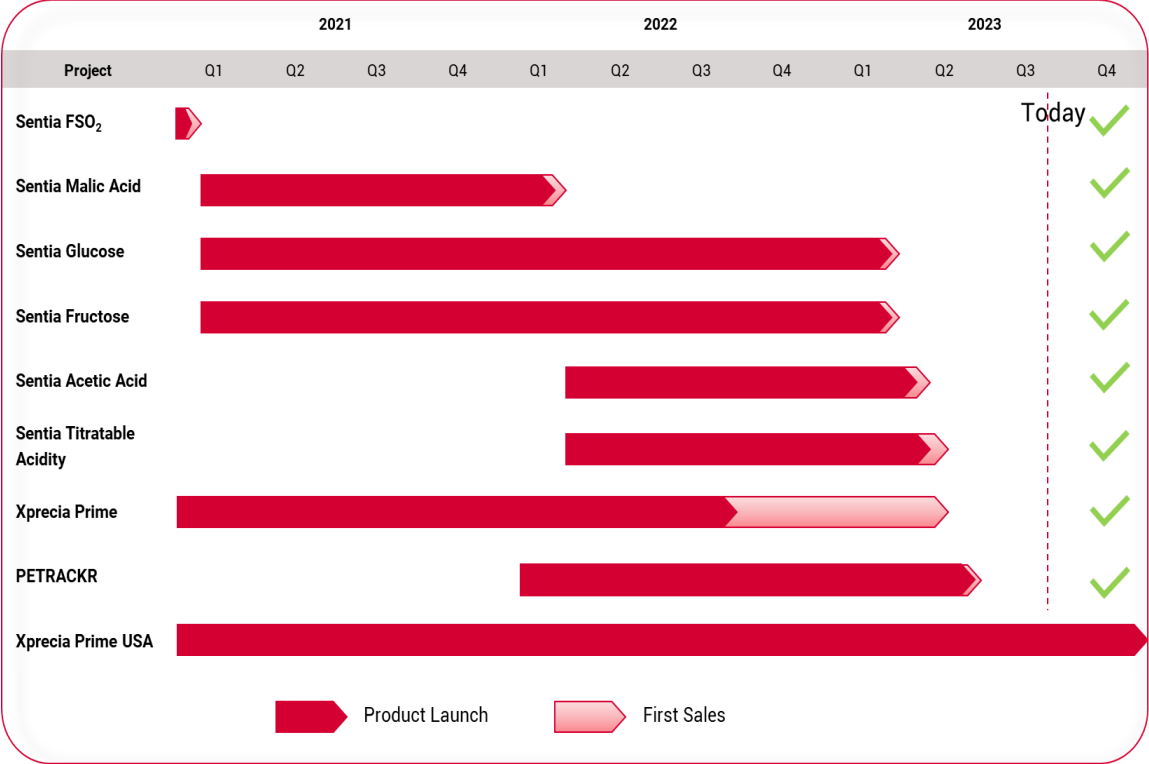 2021 2022 2023
Project Q1 Q2 Q3 Q4 Q1 Q2 Q3 Q4 Q1 Q2 Q3 Q4
Today
Sentia FSO₂
Sentia Malic Acid
Sentia Glucose
Sentia Fructose
Sentia Acetic Acid
Sentia Titratable
Acidity
Xprecia Prime
PETRACKR
Xprecia Prime USA
Product Launch First Sales